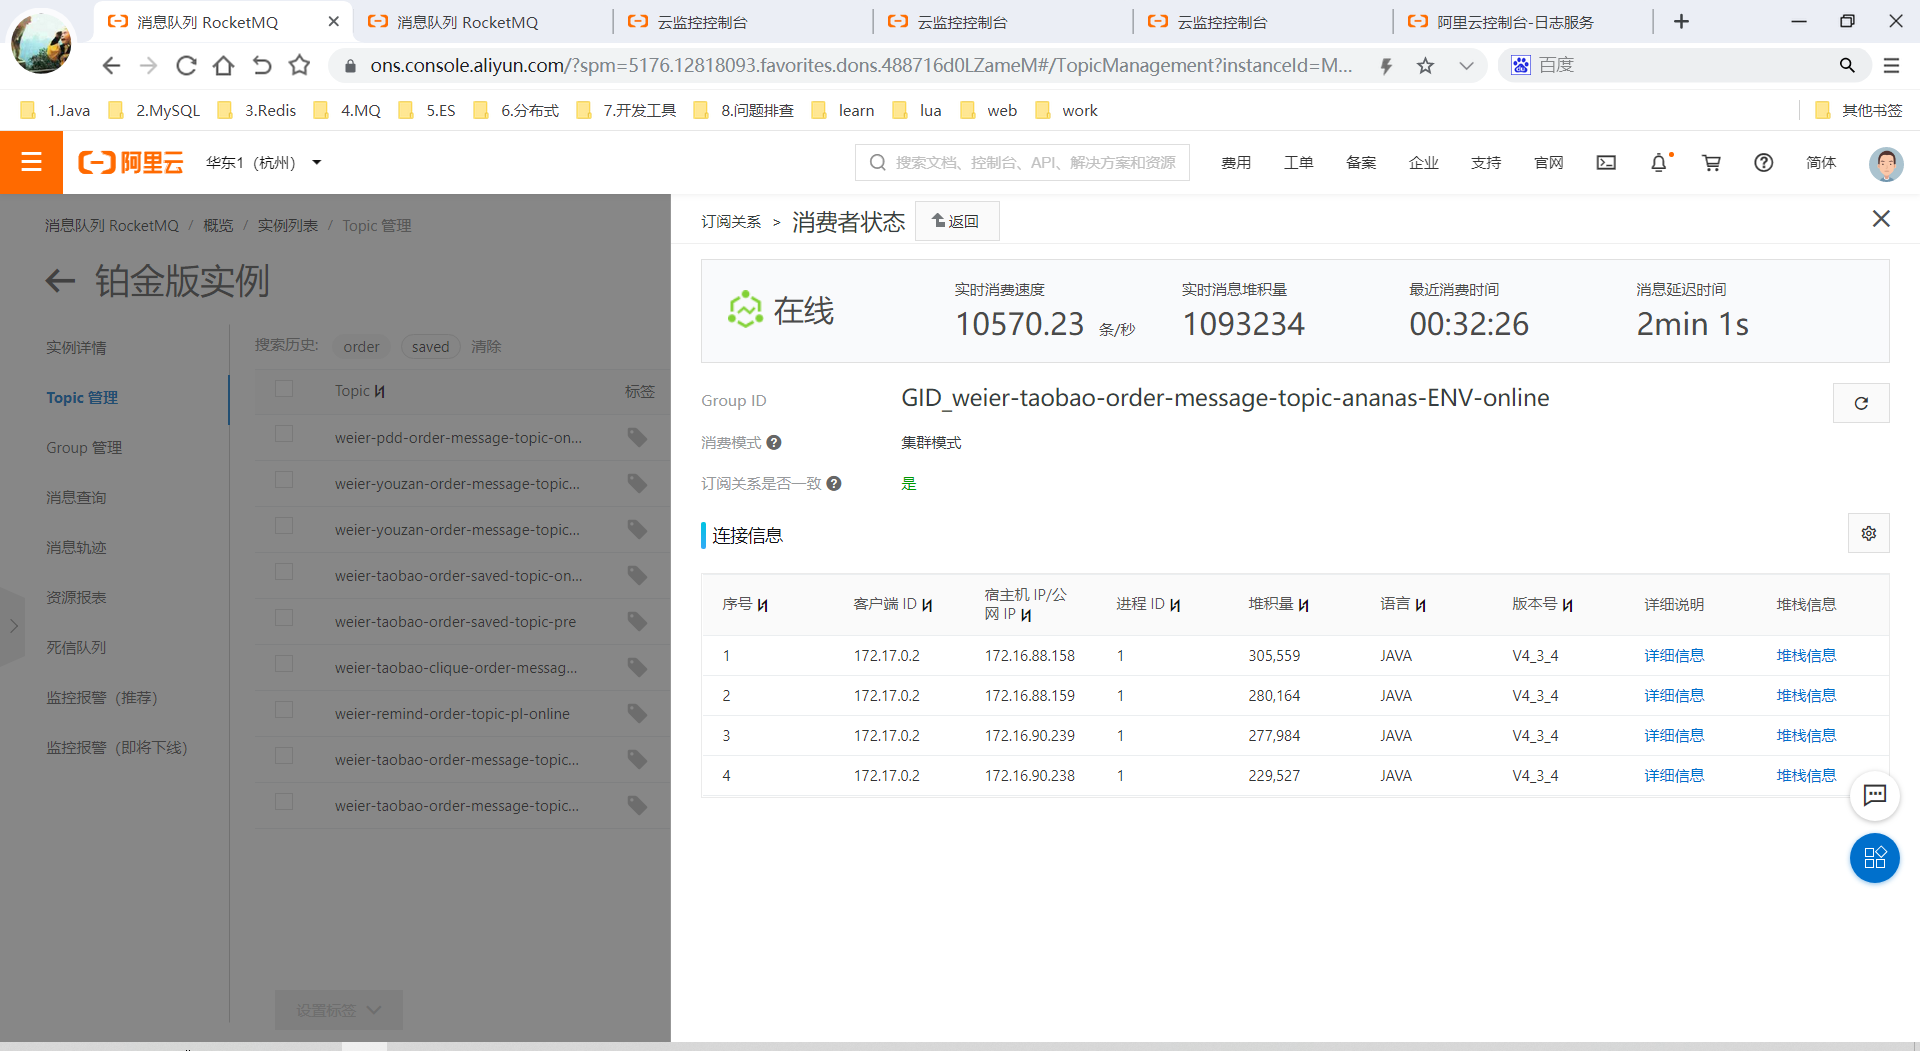 消息队列 RocketMQ
消息队列 RocketMQ
云监控控制台
云监控控制台
云监控控制台
阿里云控制台-日志服务
ons.console.aliyun.com/?spm=5176.12818093.favorites.dons.488716d0LZameM#/TopicManagement?instanceId=M...
百度
1.Java
2.MySQL
3.Redis
4.MQ
5.ES
6.分布式
7.开发工具
8.问题排查
learn
lua
web
work
其他书签
阿里云
华东1（杭州）
搜索文档、控制台、API、解决方案和资源
费用
工单
备案
企业
支持
官网
简体
消息队列 RocketMQ / 概览 / 实例列表 / Topic 管理
铂金版实例
实例详情
Topic 管理
Group 管理
消息查询
消息轨迹
资源报表
死信队列
监控报警（推荐）
监控报警（即将下线）
搜索历史: order saved 清除
Topic 标签
weier-pdd-order-message-topic-on...
weier-youzan-order-message-topic...
weier-youzan-order-message-topic...
weier-taobao-order-saved-topic-on...
weier-taobao-order-saved-topic-pre
weier-taobao-clique-order-messag...
weier-remind-order-topic-pl-online
weier-taobao-order-message-topic...
weier-taobao-order-message-topic...
设置标签
订阅关系 > 消费者状态 返回
在线
实时消费速度
10570.23 条/秒
实时消息堆积量
1093234
最近消费时间
00:32:26
消息延迟时间
2min 1s
Group ID GID_weier-taobao-order-message-topic-ananas-ENV-online
消费模式 集群模式
订阅关系是否一致 是
连接信息
序号 客户端 ID 宿主机 IP/公网 IP 进程 ID 堆积量 语言 版本号 详细说明 堆栈信息
1 172.17.0.2 172.16.88.158 1 305,559 JAVA V4_3_4 详细信息 堆栈信息
2 172.17.0.2 172.16.88.159 1 280,164 JAVA V4_3_4 详细信息 堆栈信息
3 172.17.0.2 172.16.90.239 1 277,984 JAVA V4_3_4 详细信息 堆栈信息
4 172.17.0.2 172.16.90.238 1 229,527 JAVA V4_3_4 详细信息 堆栈信息